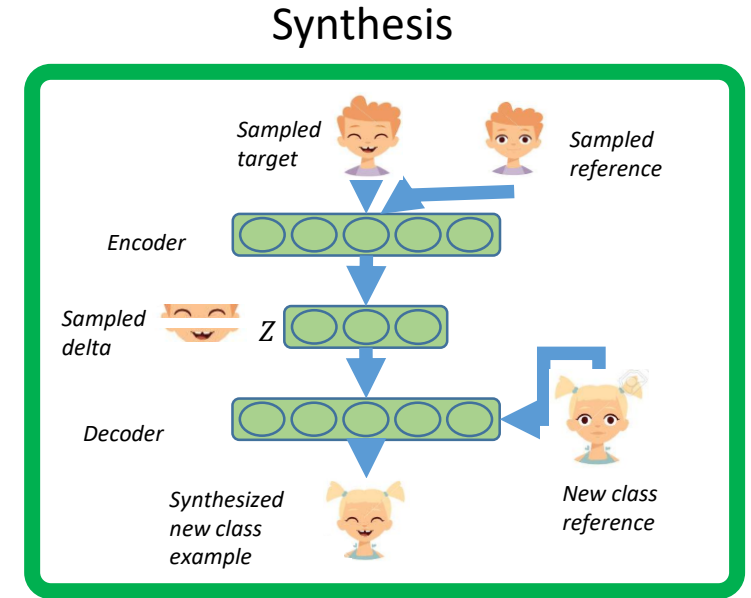 Synthesis
Sampled
target
Sampled
reference
Encoder
Sampled
delta
Z
Decoder
Synthesized
new class
example
New class
reference